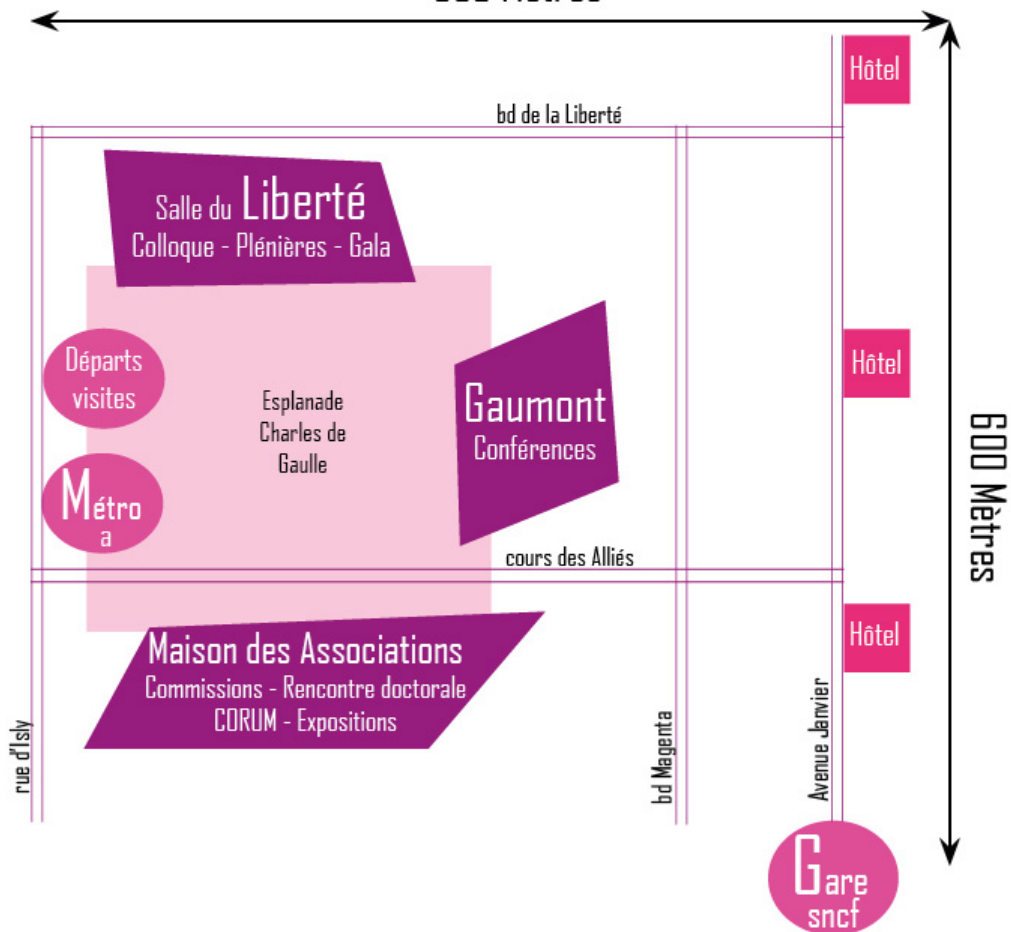 bd de la Liberté
Hôtel
Salle du Liberté
Colloque - Plénières - Gala
Départs
visites
Esplanade
Charles de
Gaulle
Gaumont
Conférences
Hôtel
Métro
a
600 Mètres
cours des Alliés
Maison des Associations
Commissions - Rencontre doctorale
CORUM - Expositions
Hôtel
rue d'Isly
bd Magenta
Avenue Janvier
Gare
sncf